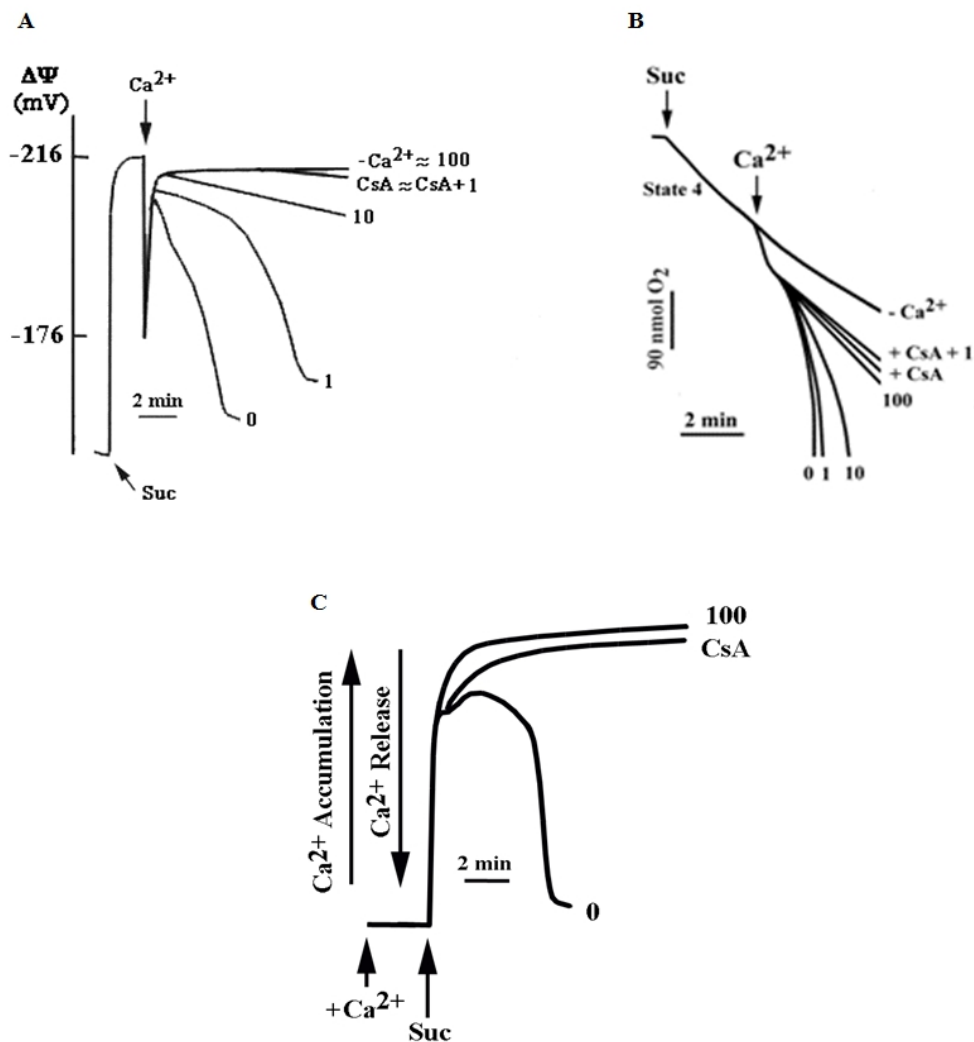 A
ΔΨ
(mV)
Ca2+
-216
-176
-Ca2+ ≈ 100
CsA ≈ CsA+1
10
1
0
2 min
Suc
B
Suc
Ca2+
State 4
90 nmol O2
- Ca2+
+ CsA + 1
+ CsA
100
2 min
0 1 10
C
100
CsA
Ca2+ Accumulation
Ca2+ Release
2 min
0
+Ca2+
Suc